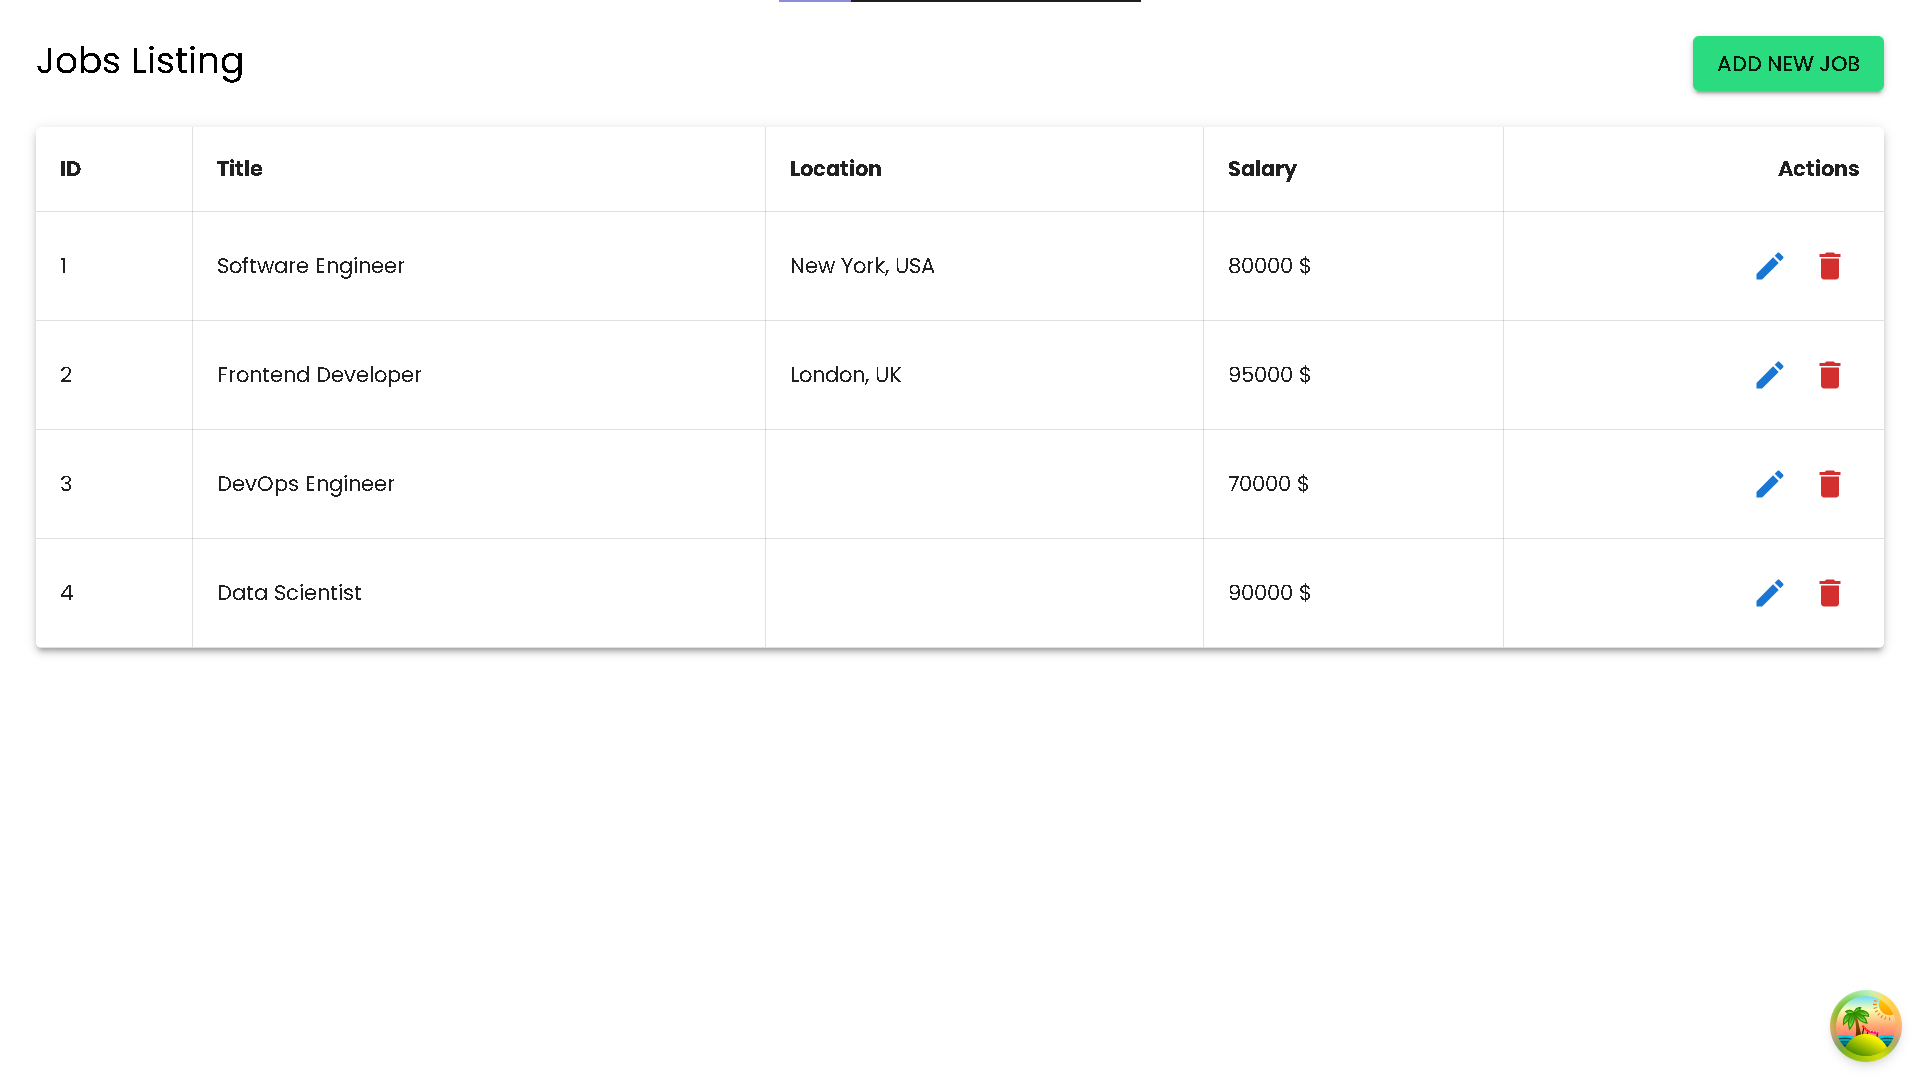 Jobs Listing
ADD NEW JOB
ID Title Location Salary Actions
1 Software Engineer New York, USA 80000 $
2 Frontend Developer London, UK 95000 $
3 DevOps Engineer 70000 $
4 Data Scientist 90000 $